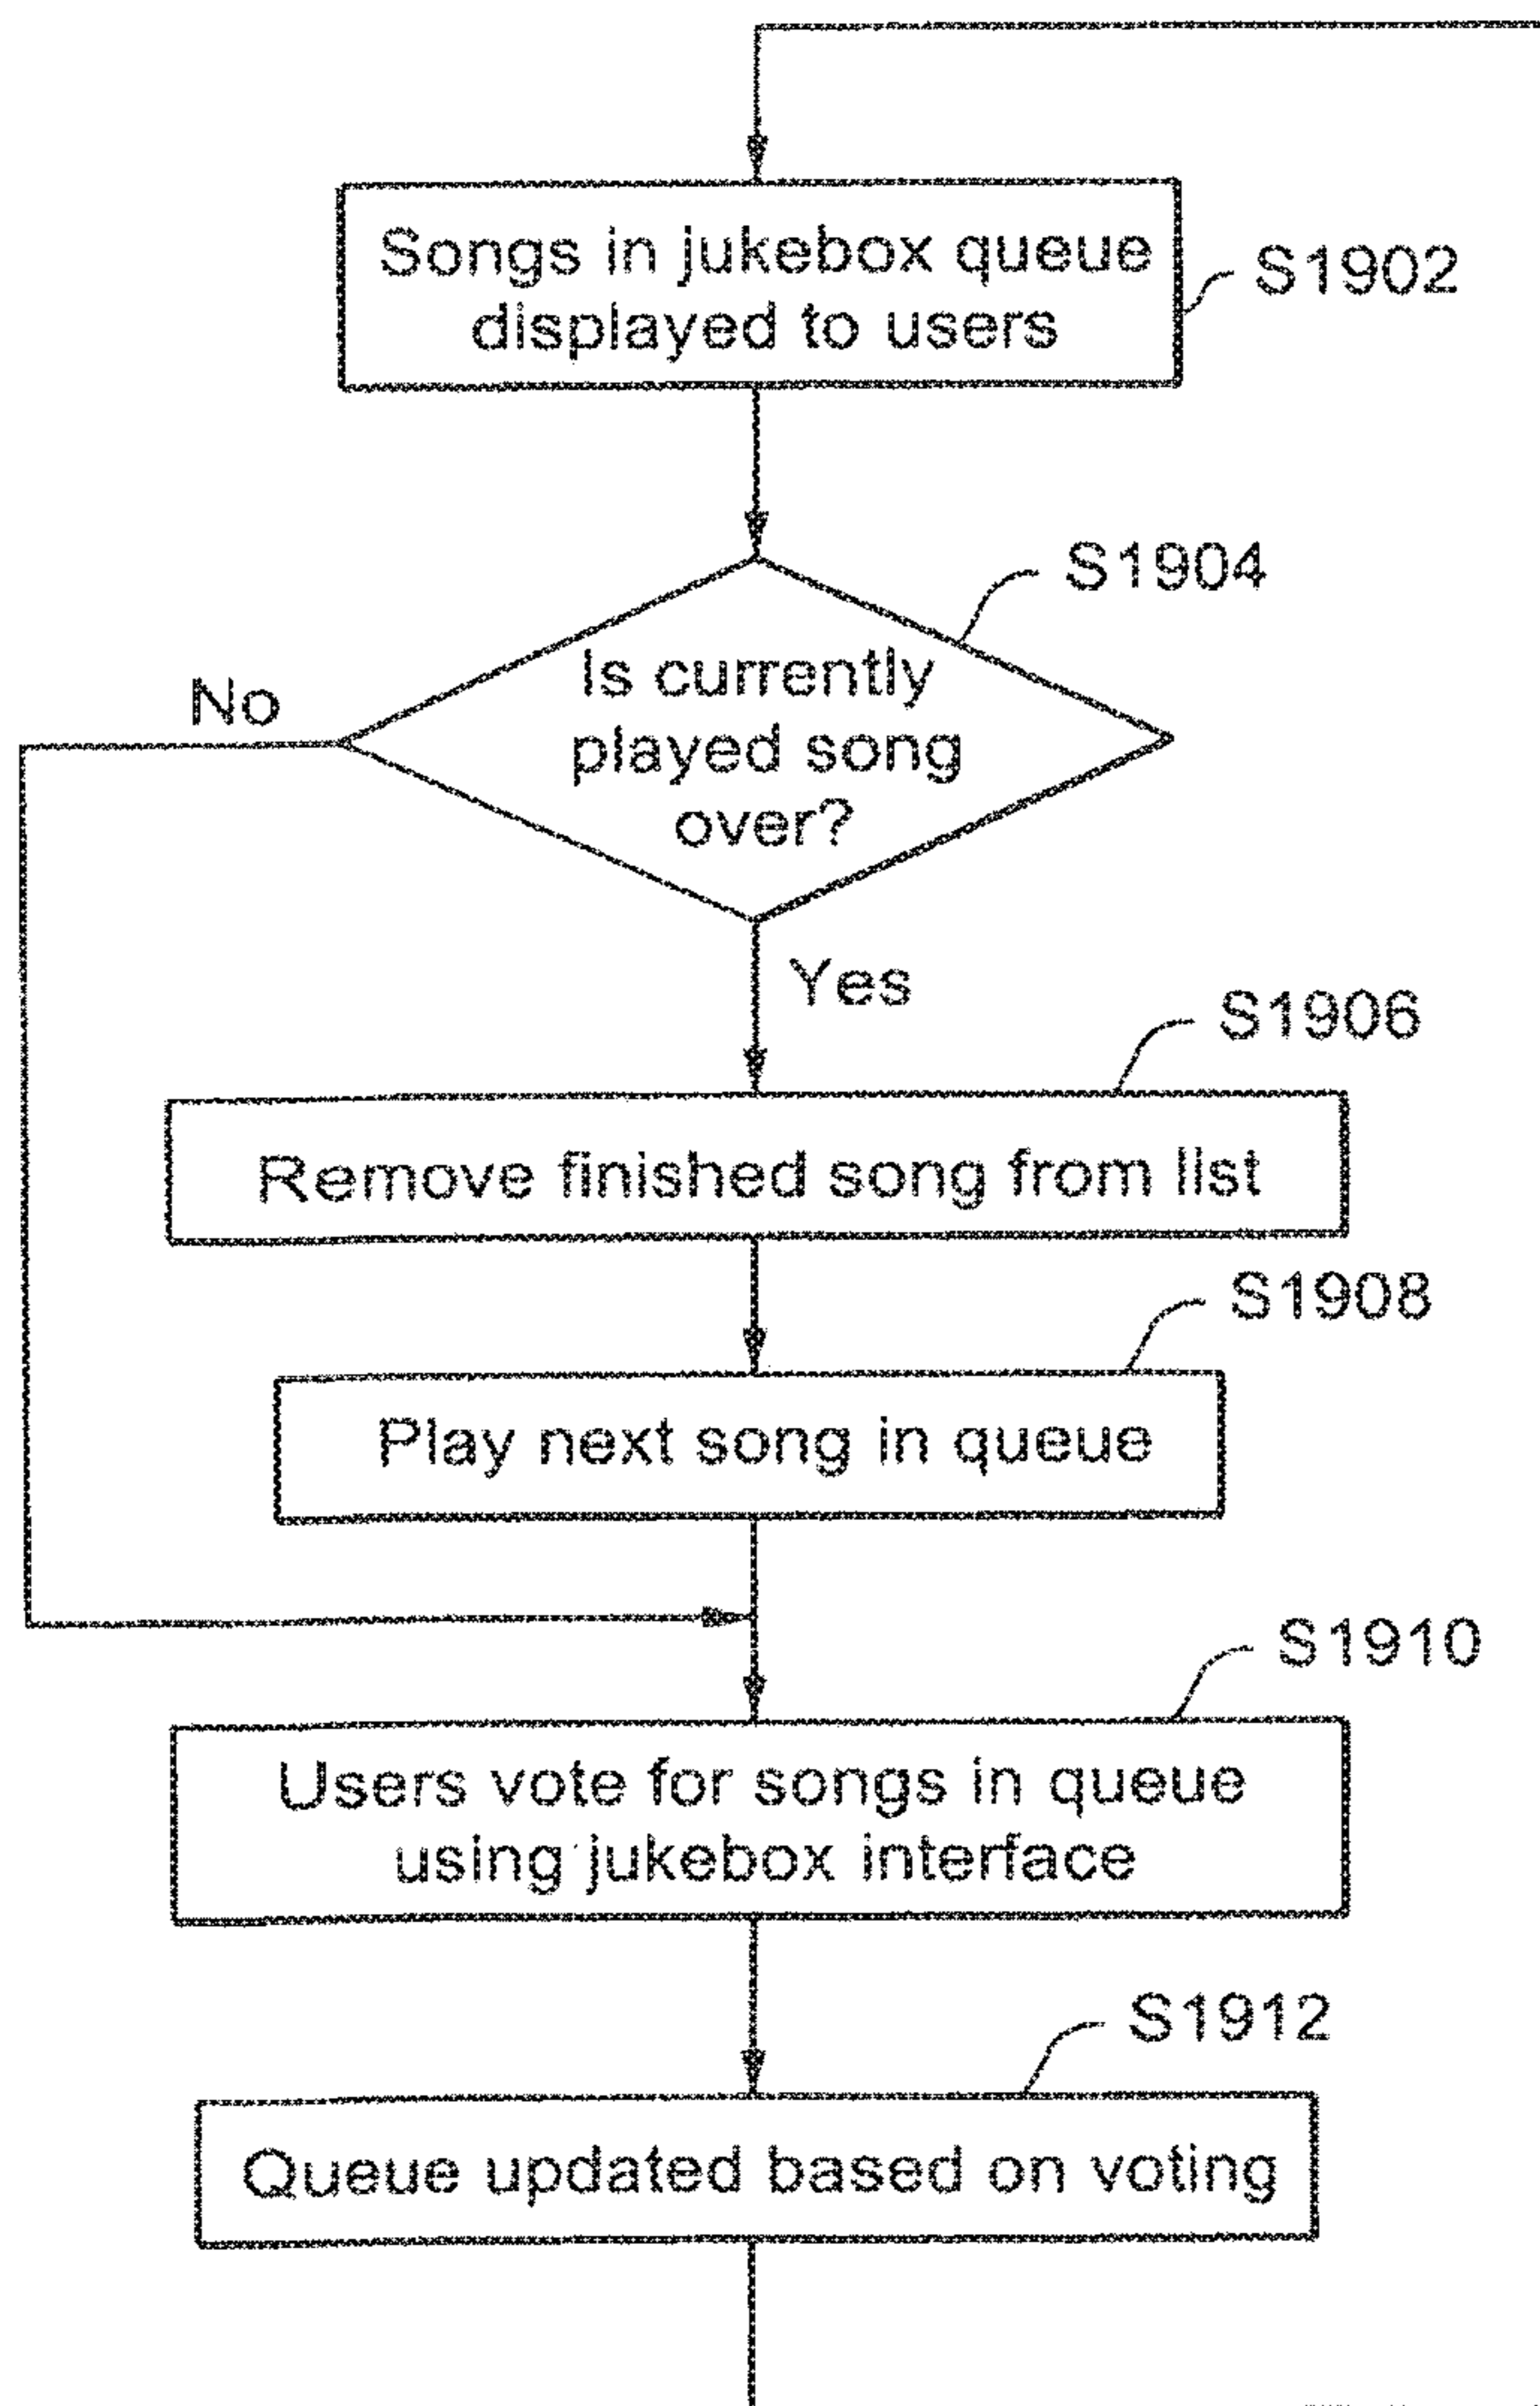 Songs in jukebox queue
displayed to users
S1902
S1904
Is currently
played song
over?
No
Yes
S1906
Remove finished song from list
S1908
Play next song in queue
S1910
Users vote for songs in queue
using jukebox interface
S1912
Queue updated based on voting